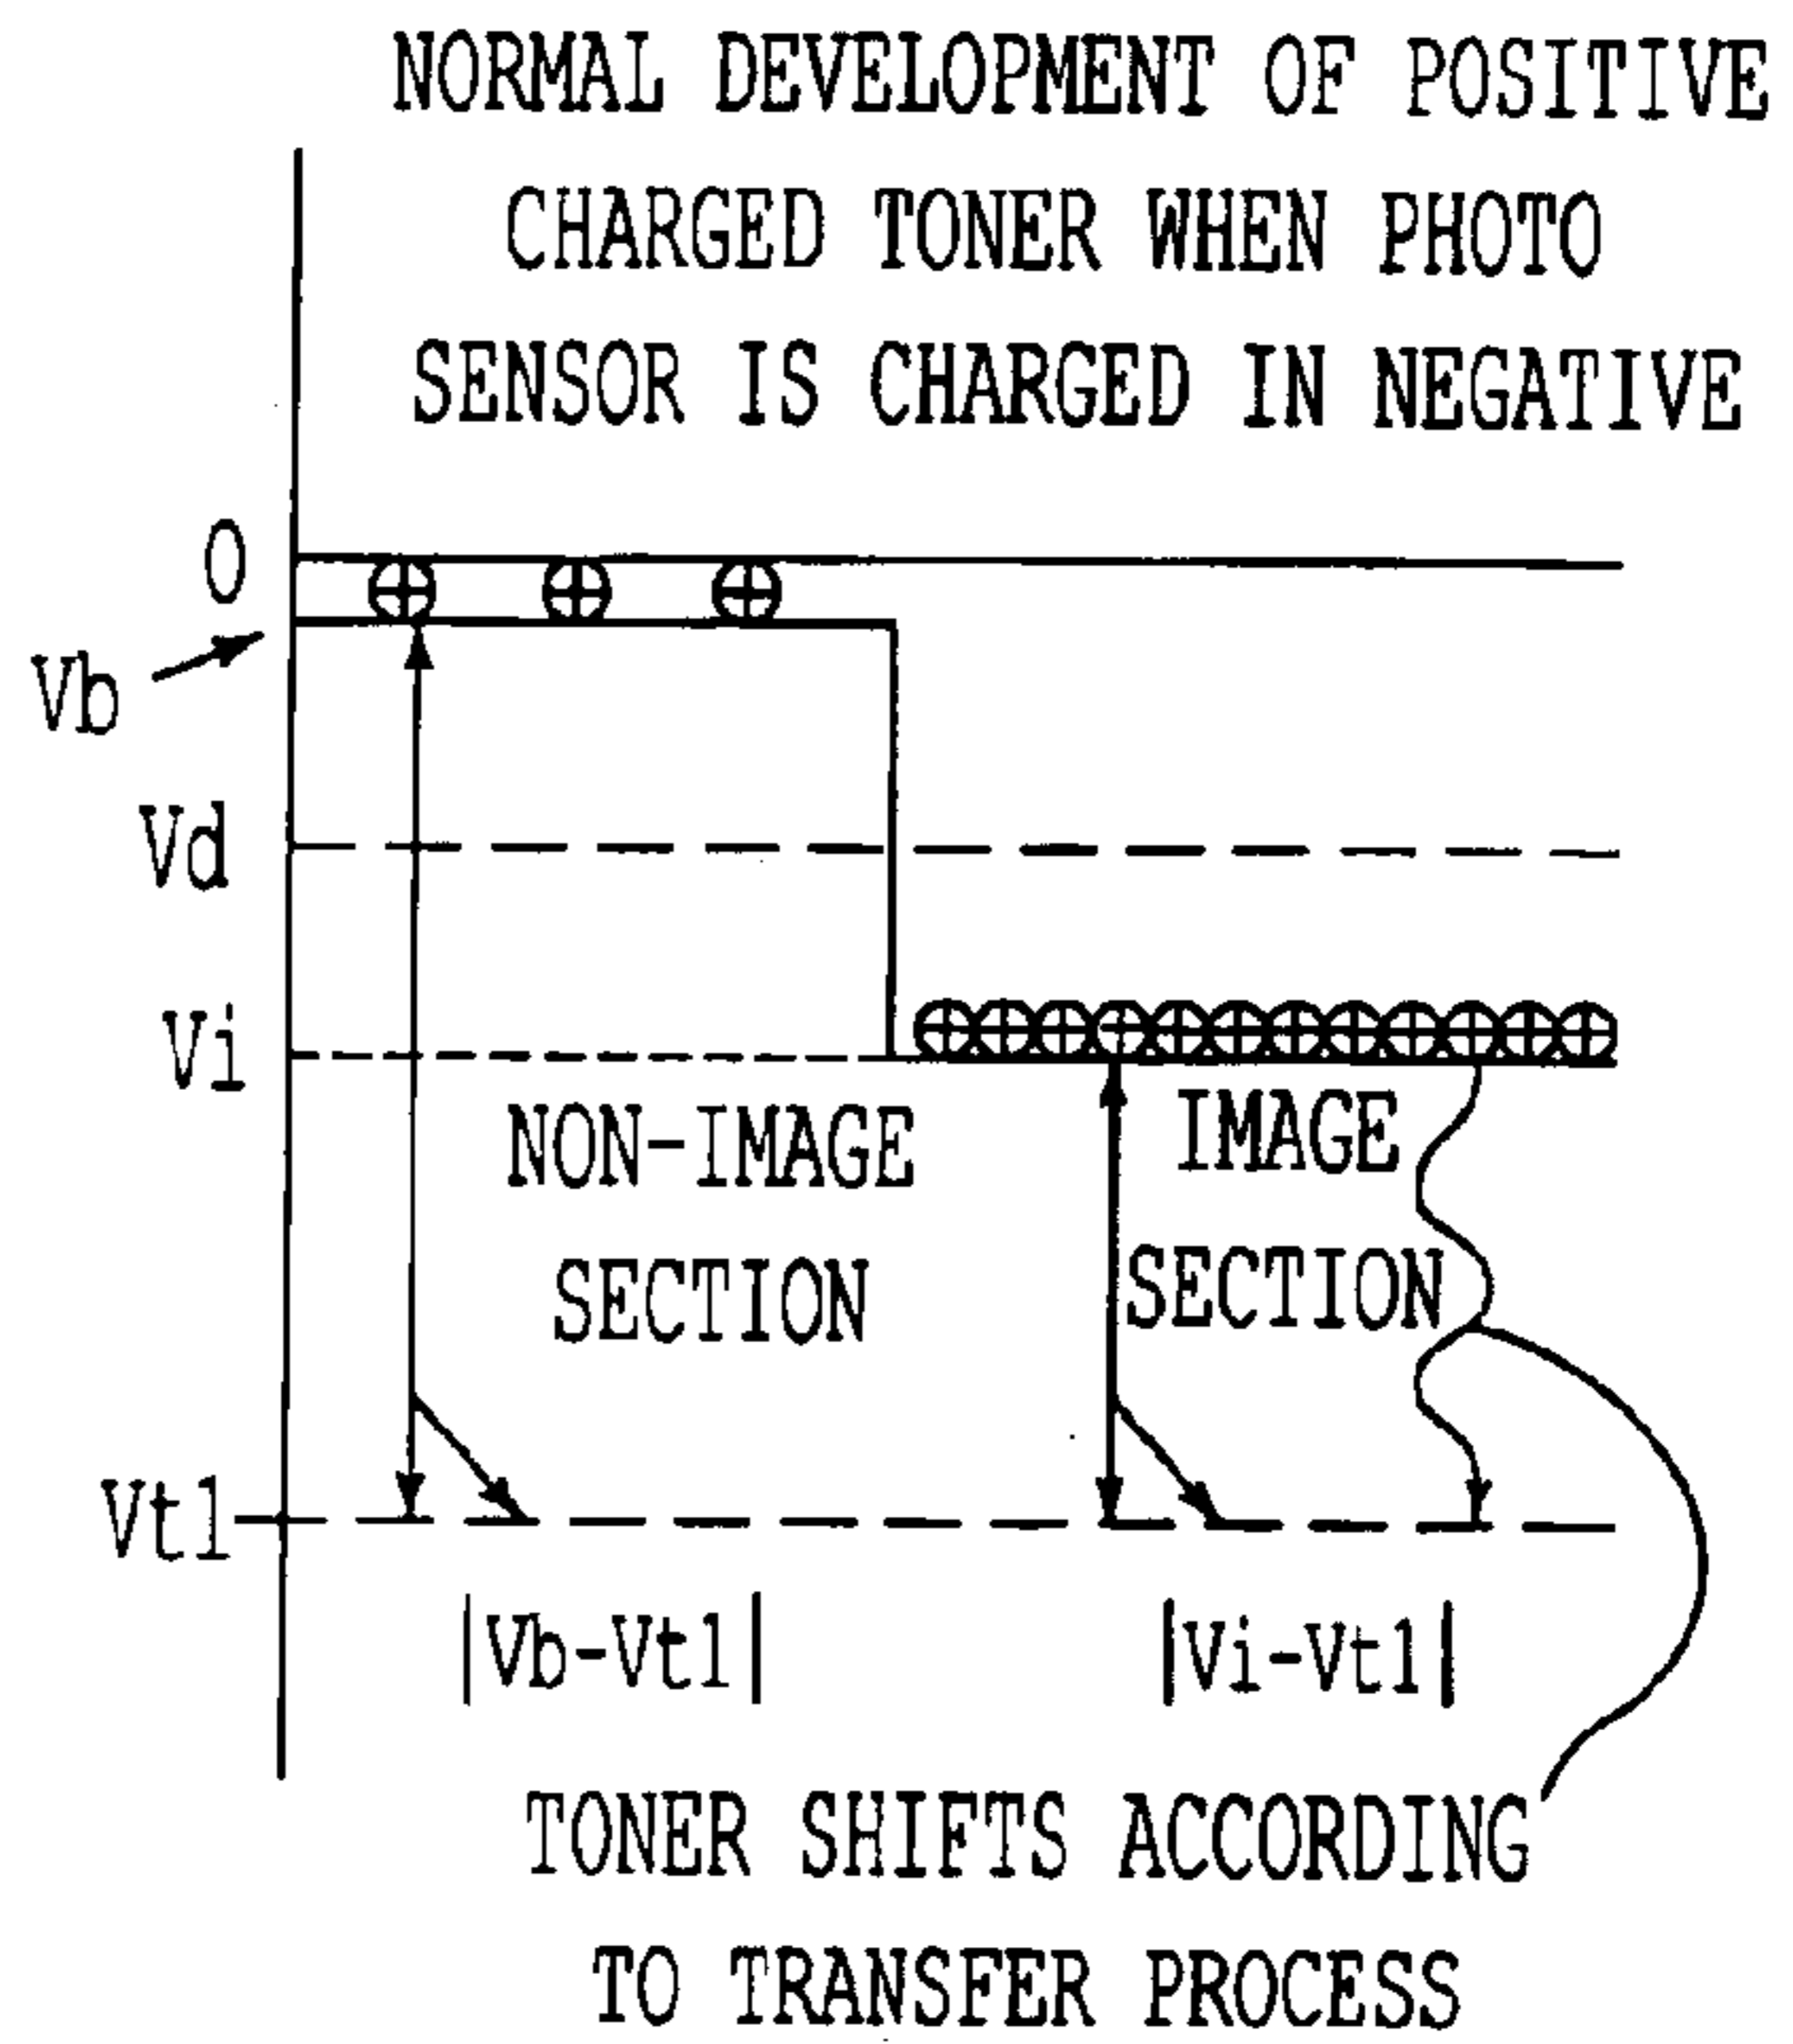 NORMAL DEVELOPMENT OF POSITIVE
CHARGED TONER WHEN PHOTO
SENSOR IS CHARGED IN NEGATIVE
0
Vb
Vd
Vi
NON-IMAGE
SECTION
IMAGE
SECTION
Vt1
|Vb-Vt1|
|Vi-Vt1|
TONER SHIFTS ACCORDING
TO TRANSFER PROCESS